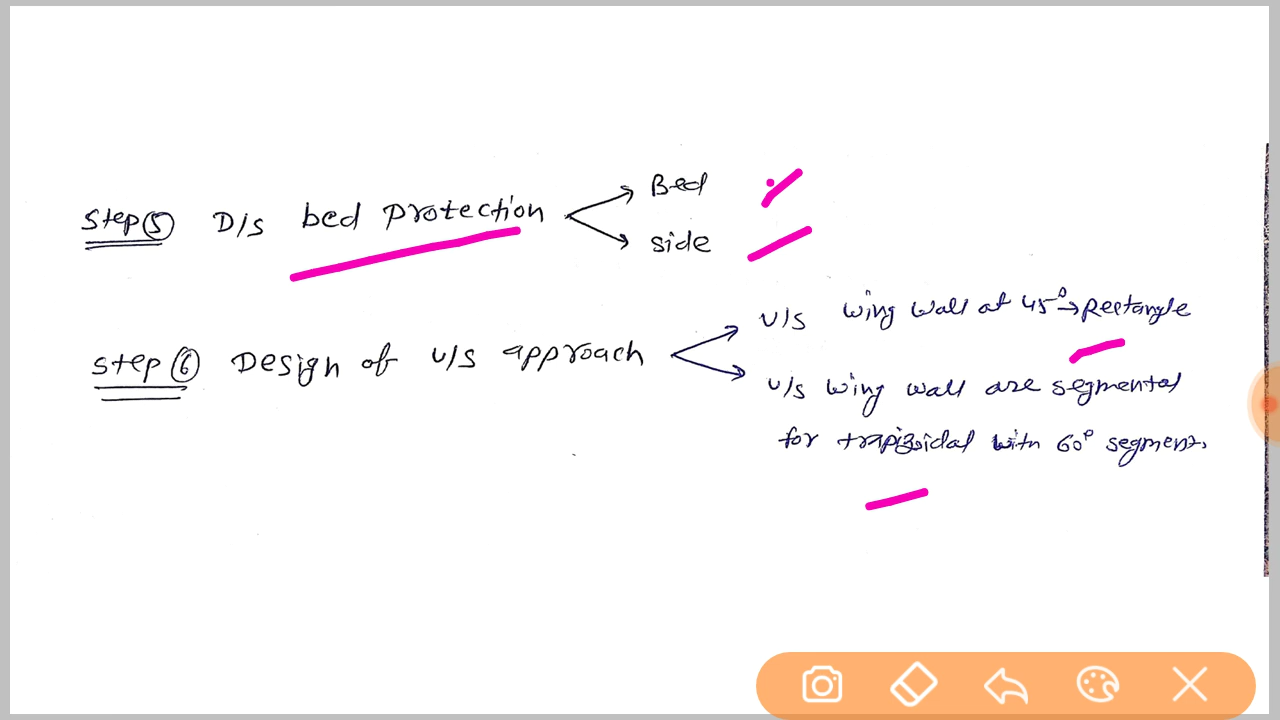 Step 5 D/s bed protection
Bed
side
Step 6 Design of u/s approach
U/s wing wall at 45° → Rectangle
u/s wing wall are segmental
for trapizoidal with 60° segment.